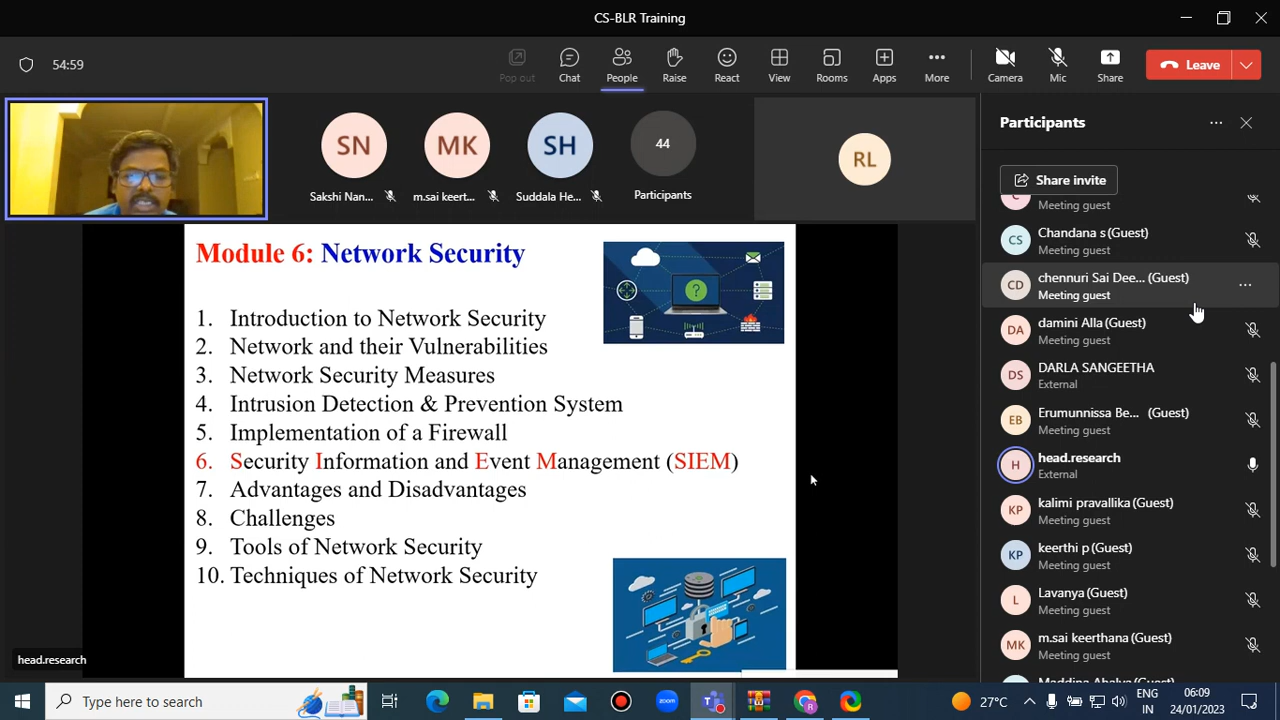 CS-BLR Training
54:59
Pop out
Chat
People
Raise
React
View
Rooms
Apps
More
Camera
Mic
Share
Leave
SN
MK
SH
44
RL
Sakshi Nan...
m.sai keert...
Suddala He...
Participants
Module 6: Network Security
1. Introduction to Network Security
2. Network and their Vulnerabilities
3. Network Security Measures
4. Intrusion Detection & Prevention System
5. Implementation of a Firewall
6. Security Information and Event Management (SIEM)
7. Advantages and Disadvantages
8. Challenges
9. Tools of Network Security
10. Techniques of Network Security
head.research
Participants
Share invite
C
Meeting guest
CS
Chandana s (Guest)
Meeting guest
CD
chennuri Sai Dee... (Guest)
Meeting guest
DA
damini Alla (Guest)
Meeting guest
DS
DARLA SANGEETHA
External
EB
Erumunnissa Be... (Guest)
Meeting guest
H
head.research
External
KP
kalimi pravallika (Guest)
Meeting guest
KP
keerthi p (Guest)
Meeting guest
L
Lavanya (Guest)
Meeting guest
MK
m.sai keerthana (Guest)
Meeting guest
Type here to search
zoom
27°C
ENG
IN
06:09
24/01/2023